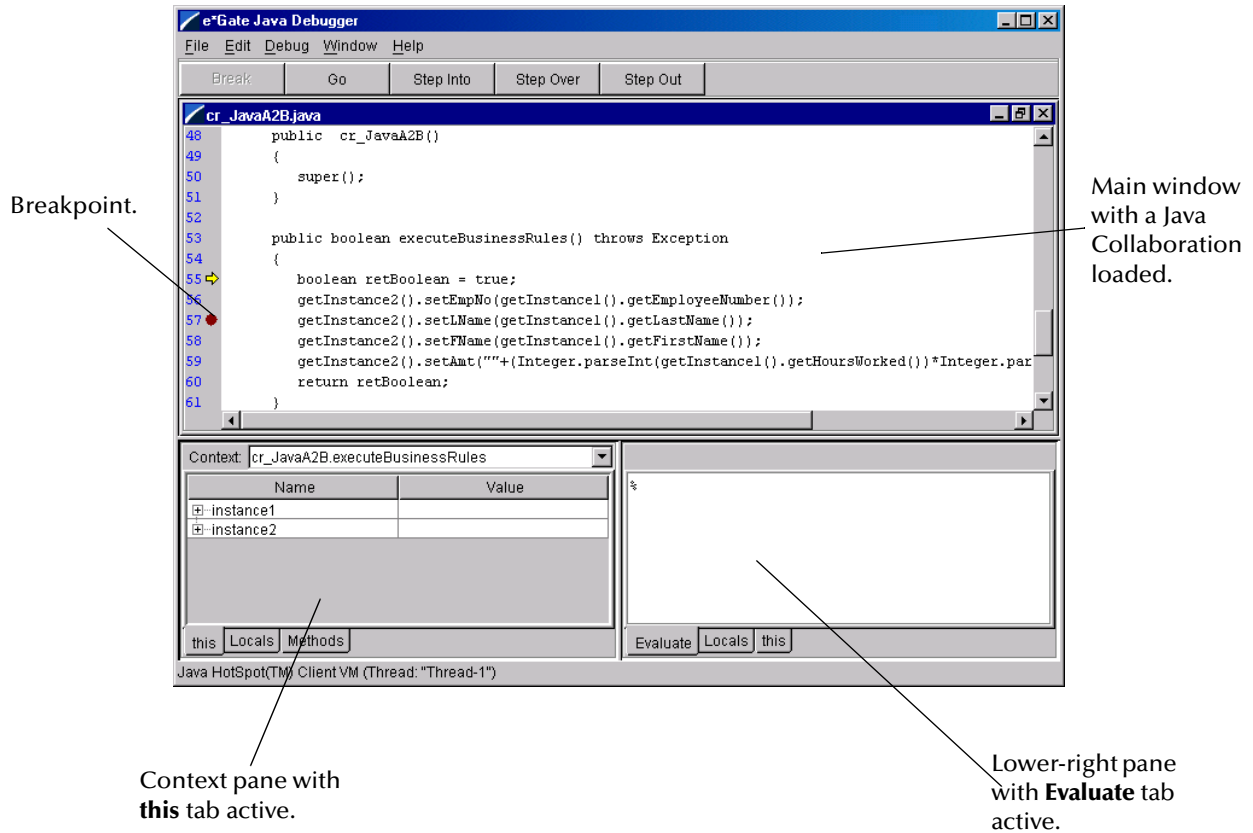 e*Gate Java Debugger
File Edit Debug Window Help
Break Go Step Into Step Over Step Out
cr_JavaA2B.java
48 public cr_JavaA2B()
49 {
50 super();
51 }
52
53 public boolean executeBusinessRules() throws Exception
54 {
55 boolean retBoolean = true;
56 getInstance2().setEmpNo(getInstance1().getEmployeeNumber());
57 getInstance2().setLName(getInstance1().getLastName());
58 getInstance2().setFName(getInstance1().getFirstName());
59 getInstance2().setAmt(""+(Integer.parseInt(getInstance1().getHoursWorked())*Integer.par
60 return retBoolean;
61 }
Breakpoint.
Main window
with a Java
Collaboration
loaded.
Context: cr_JavaA2B.executeBusinessRules
Name Value
instance1
instance2
%
this Locals Methods
Evaluate Locals this
Java HotSpot(TM) Client VM (Thread: "Thread-1")
Context pane with
this tab active.
Lower-right pane
with Evaluate tab
active.